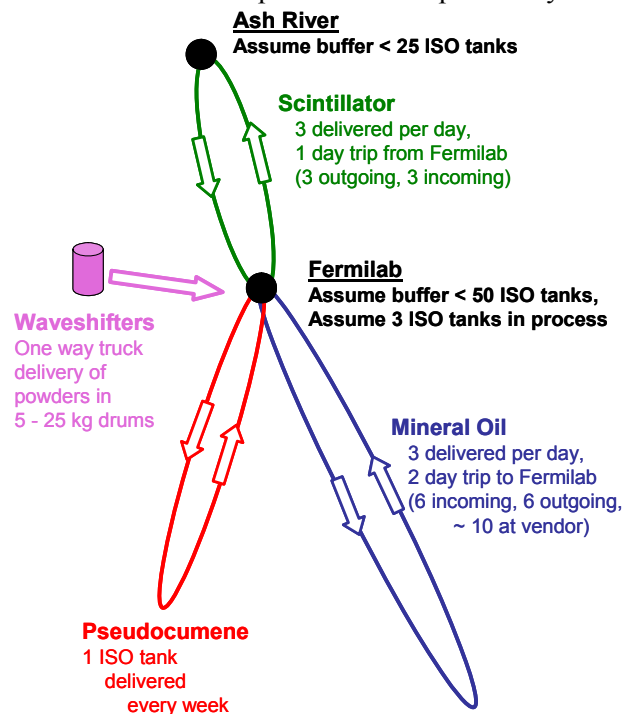 Ash River
Assume buffer < 25 ISO tanks
Scintillator
3 delivered per day,
1 day trip from Fermilab
(3 outgoing, 3 incoming)
Fermilab
Assume buffer < 50 ISO tanks,
Assume 3 ISO tanks in process
Waveshifters
One way truck
delivery of
powders in
5 - 25 kg drums
Mineral Oil
3 delivered per day,
2 day trip to Fermilab
(6 incoming, 6 outgoing,
~ 10 at vendor)
Pseudocumene
1 ISO tank
delivered
every week